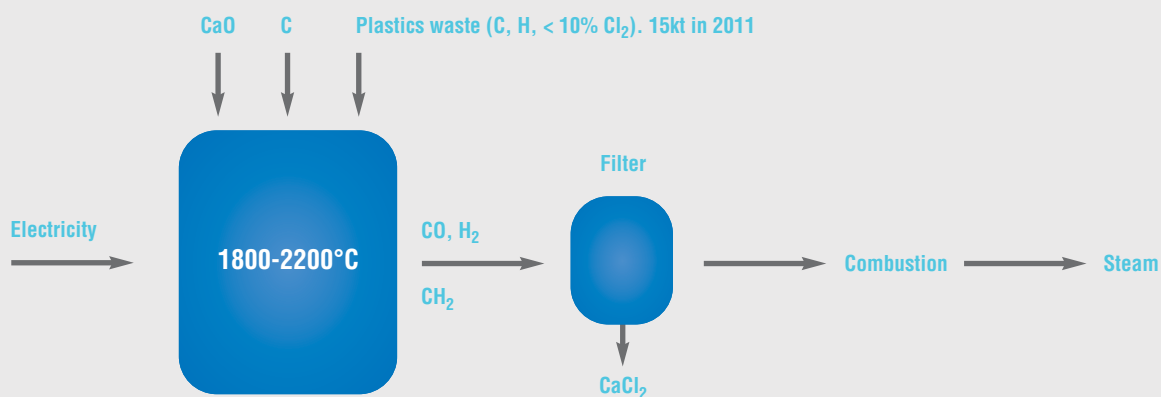 CaO C Plastics waste (C, H, < 10% Cl₂). 15kt in 2011
Filter
Electricity
1800-2200°C
CO, H₂
CH₂
Combustion
Steam
CaCl₂